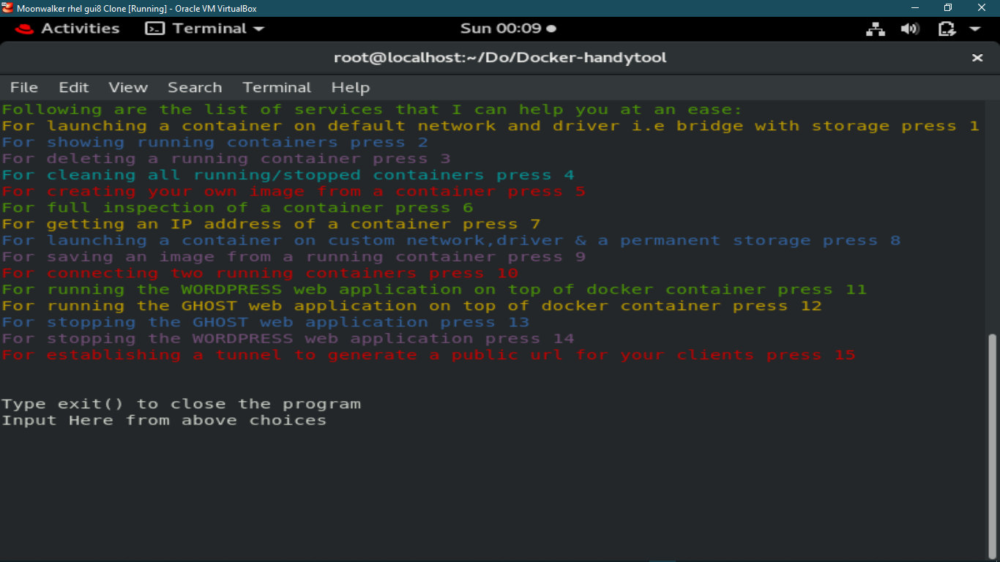 Moonwalker rhel gui8 Clone [Running] - Oracle VM VirtualBox
Activities Terminal Sun 00:09
root@localhost:~/Do/Docker-handytool
File Edit View Search Terminal Help
Following are the list of services that I can help you at an ease:
For launching a container on default network and driver i.e bridge with storage press 1
For showing running containers press 2
For deleting a running container press 3
For cleaning all running/stopped containers press 4
For creating your own image from a container press 5
For full inspection of a container press 6
For getting an IP address of a container press 7
For launching a container on custom network,driver & a permanent storage press 8
For saving an image from a running container press 9
For connecting two running containers press 10
For running the WORDPRESS web application on top of docker container press 11
For running the GHOST web application on top of docker container press 12
For stopping the GHOST web application press 13
For stopping the WORDPRESS web application press 14
For establishing a tunnel to generate a public url for your clients press 15
Type exit() to close the program
Input Here from above choices